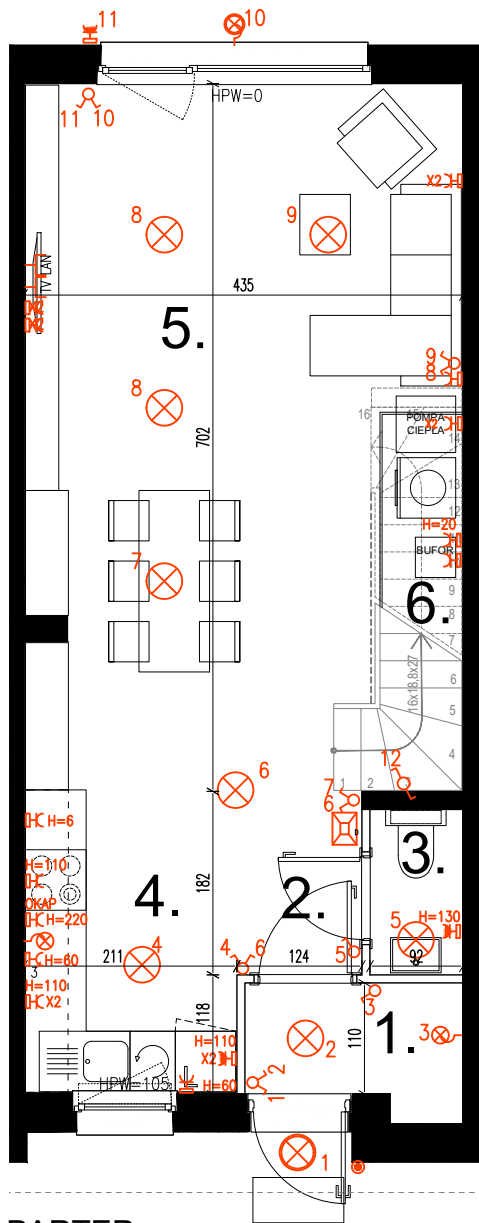 11
10
HPW=0
11 10
X2
8
9
TV LAN
435
5.
9
8
8
16
15
POMPA
CIEPŁA
X2
14
702
13
12
H=20
BUFOR
7
9
6.
8
7
16x18,8x27
6
5
4
12
1 2 3
6
7
6
H=6
3.
H=110
182
4.
2.
OKAP
H=220
5
H=130
4 6
5
H=60
4
92
211
124
3
H=110
X2
118
3
1.
3
110
H=110
2
X2
HPW=105
H=60
2
1
1
PARTER